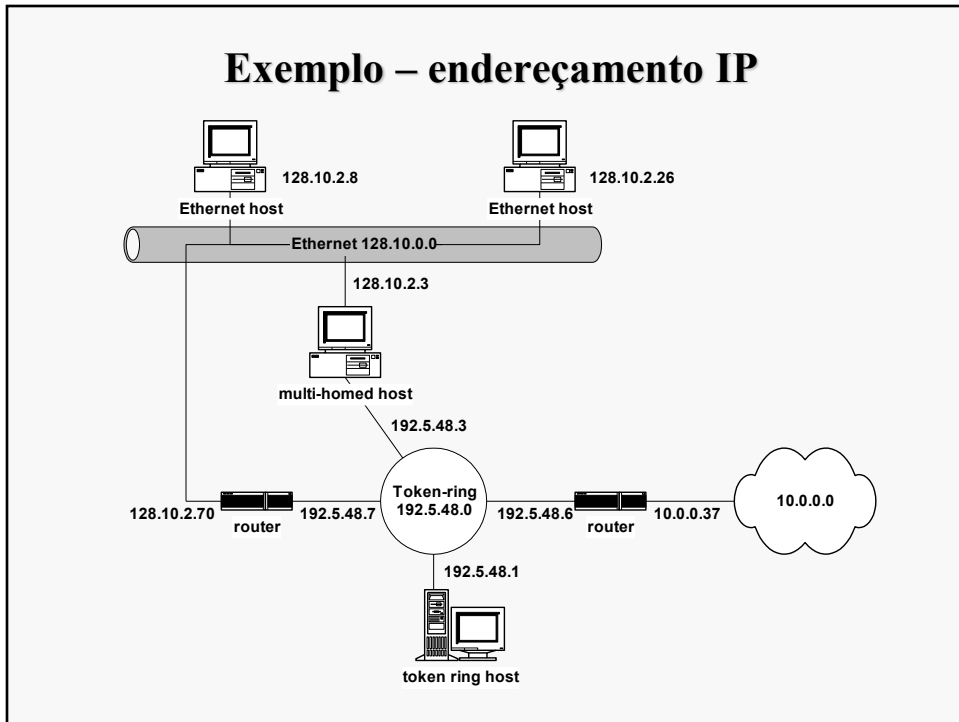 Exemplo – endereçamento IP
128.10.2.8
128.10.2.26
Ethernet host
Ethernet host
Ethernet 128.10.0.0
128.10.2.3
multi-homed host
192.5.48.3
Token-ring
192.5.48.0
128.10.2.70
router
192.5.48.7
192.5.48.6
router
10.0.0.37
10.0.0.0
192.5.48.1
token ring host